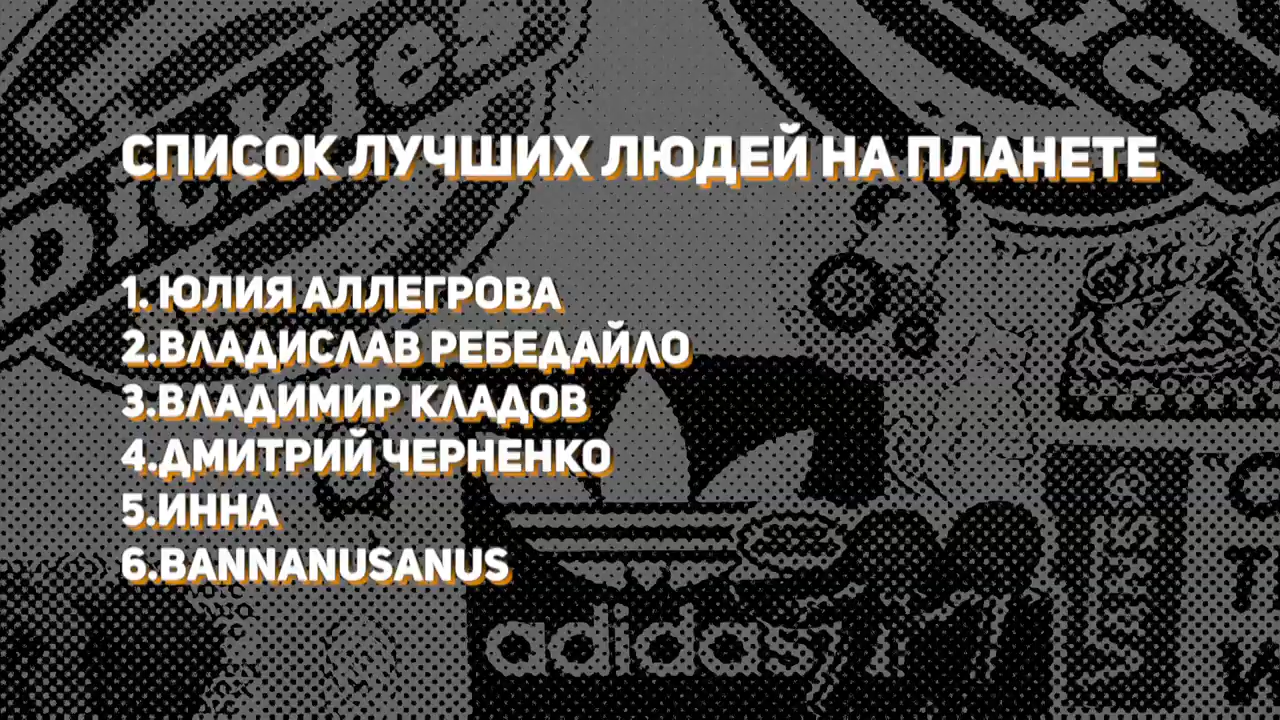 Dickies
СПИСОК ЛУЧШИХ ЛЮДЕЙ НА ПЛАНЕТЕ
1. ЮЛИЯ АЛЛЕГРОВА
2.ВЛАДИСЛАВ РЕБЕДАЙЛО
3.ВЛАДИМИР КЛАДОВ
4.ДМИТРИЙ ЧЕРНЕНКО
5.ИННА
6.BANNANUSANUS
adidas